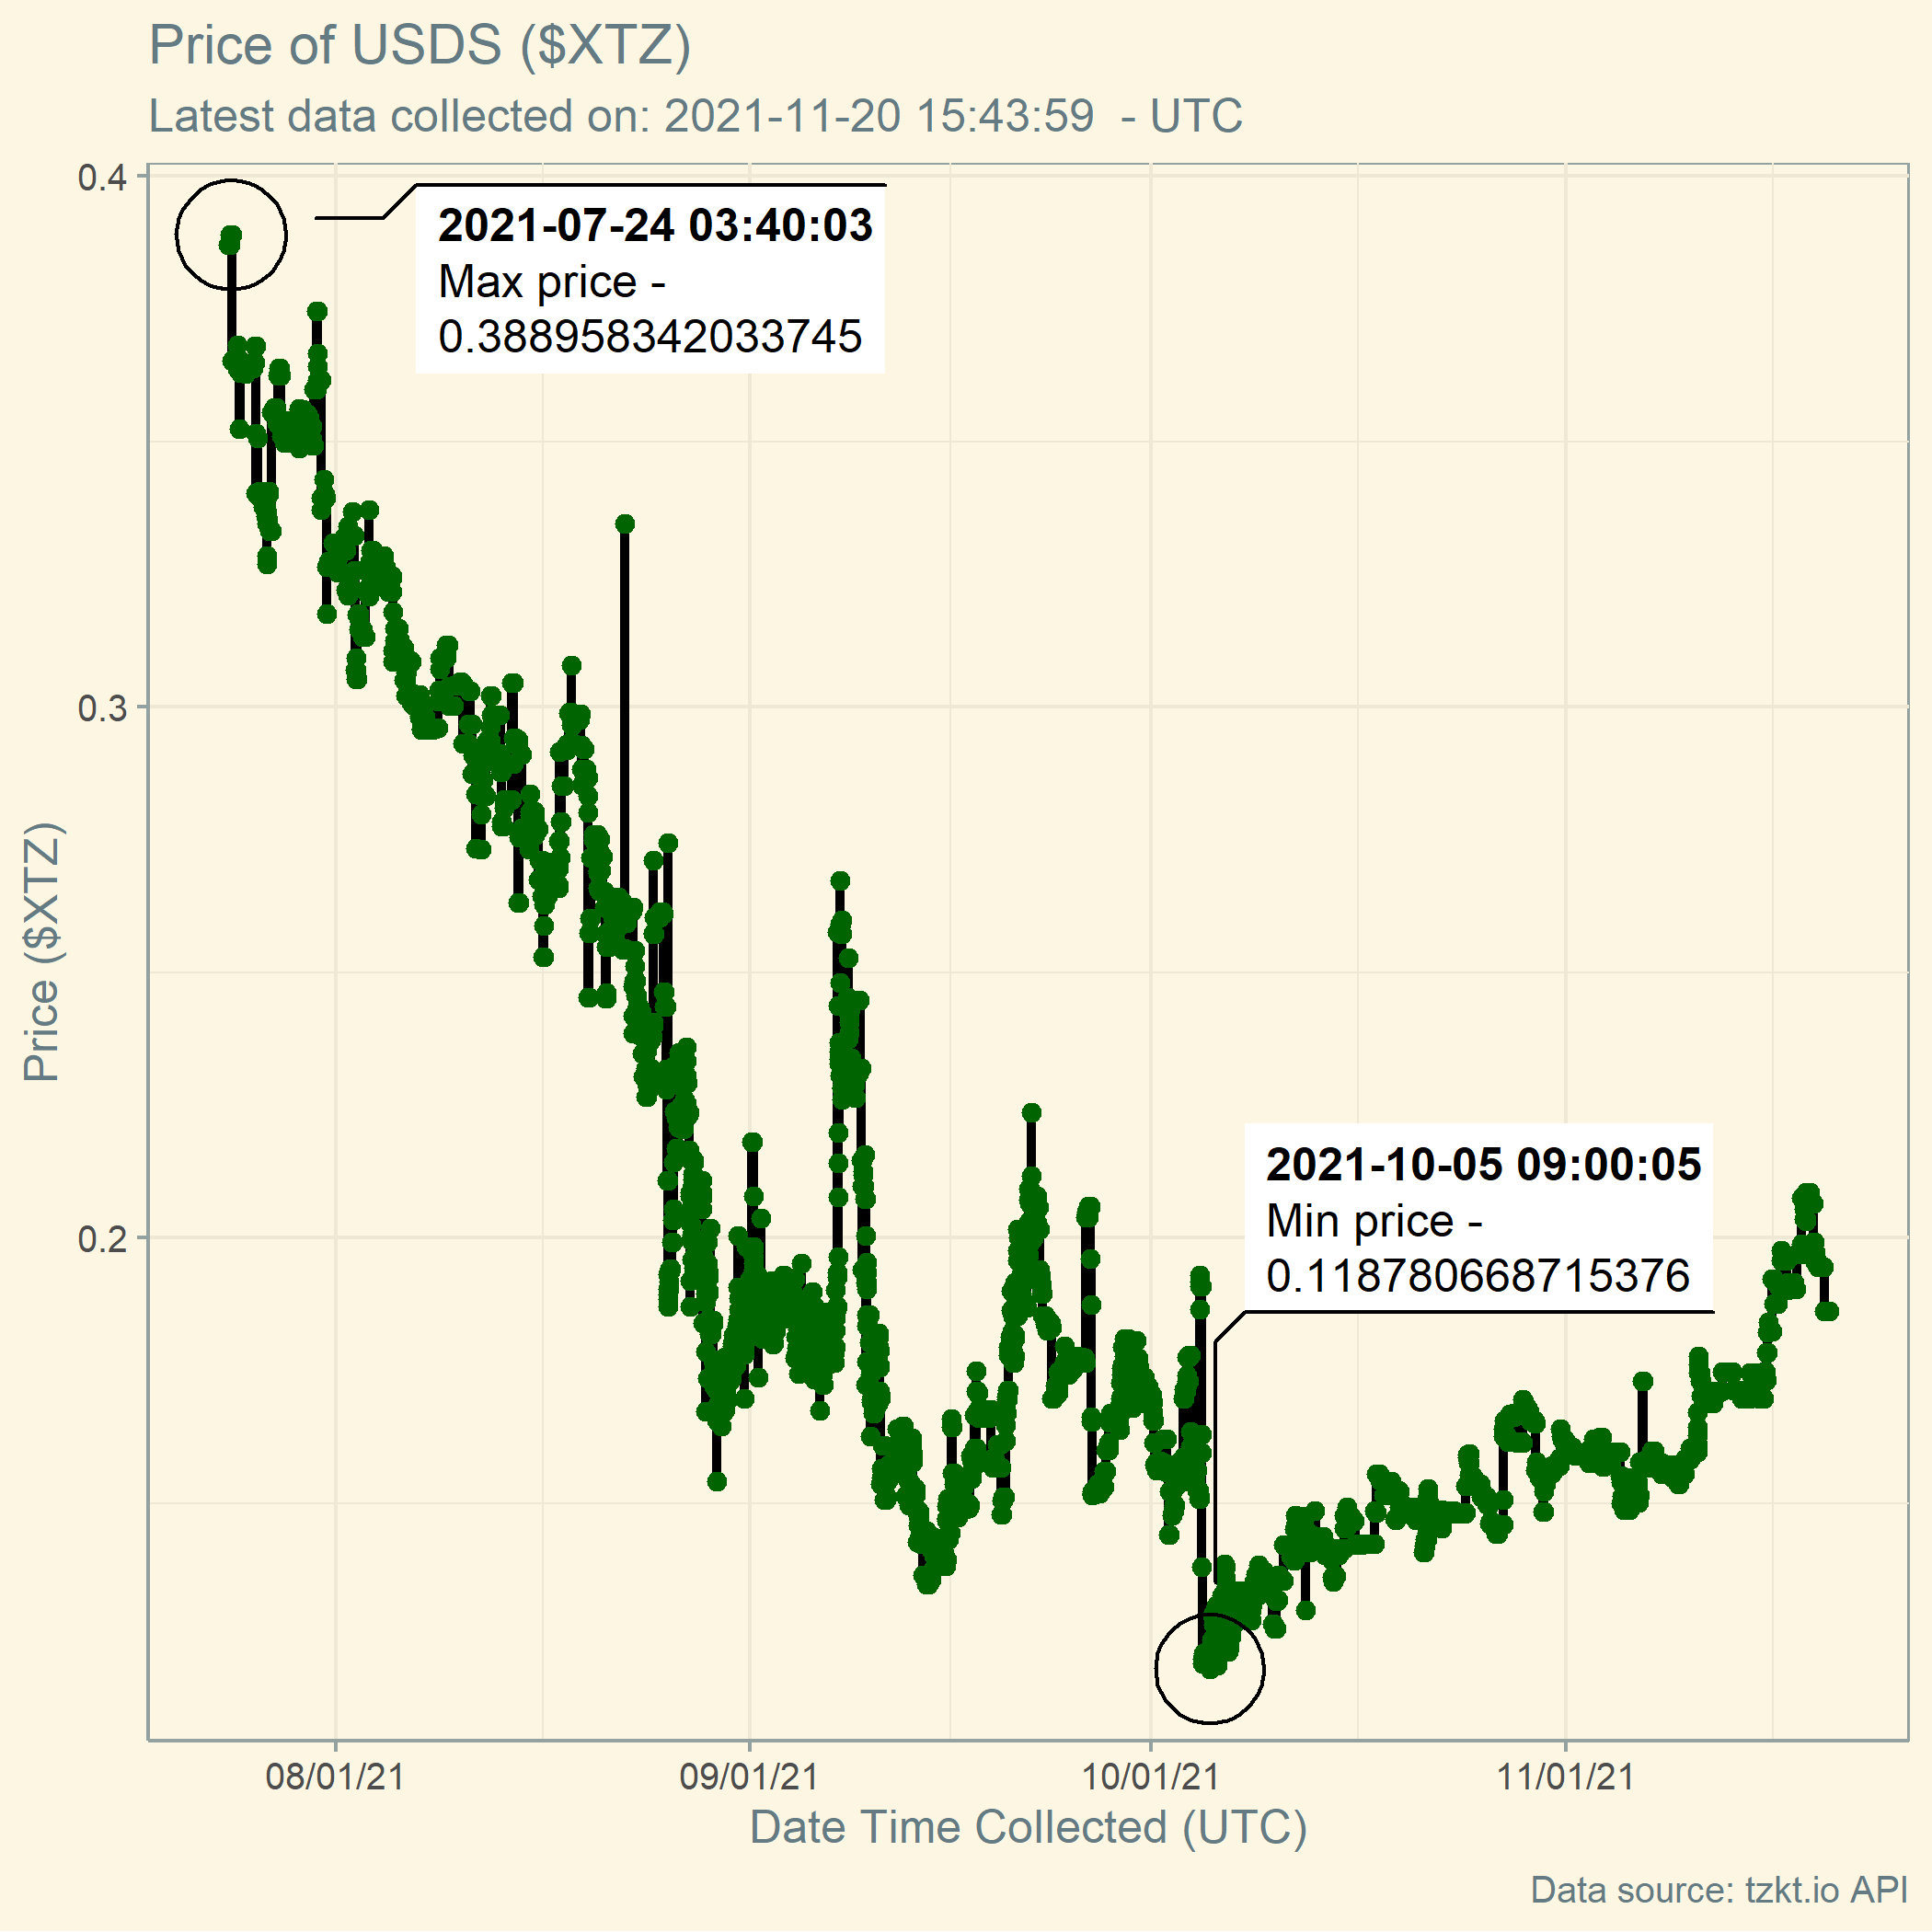 Price of USDS ($XTZ)
Latest data collected on: 2021-11-20 15:43:59  - UTC
0.4
0.3
0.2
Price ($XTZ)
2021-07-24 03:40:03
Max price -
0.388958342033745
2021-10-05 09:00:05
Min price -
0.118780668715376
08/01/21
09/01/21
10/01/21
11/01/21
Date Time Collected (UTC)
Data source: tzkt.io API